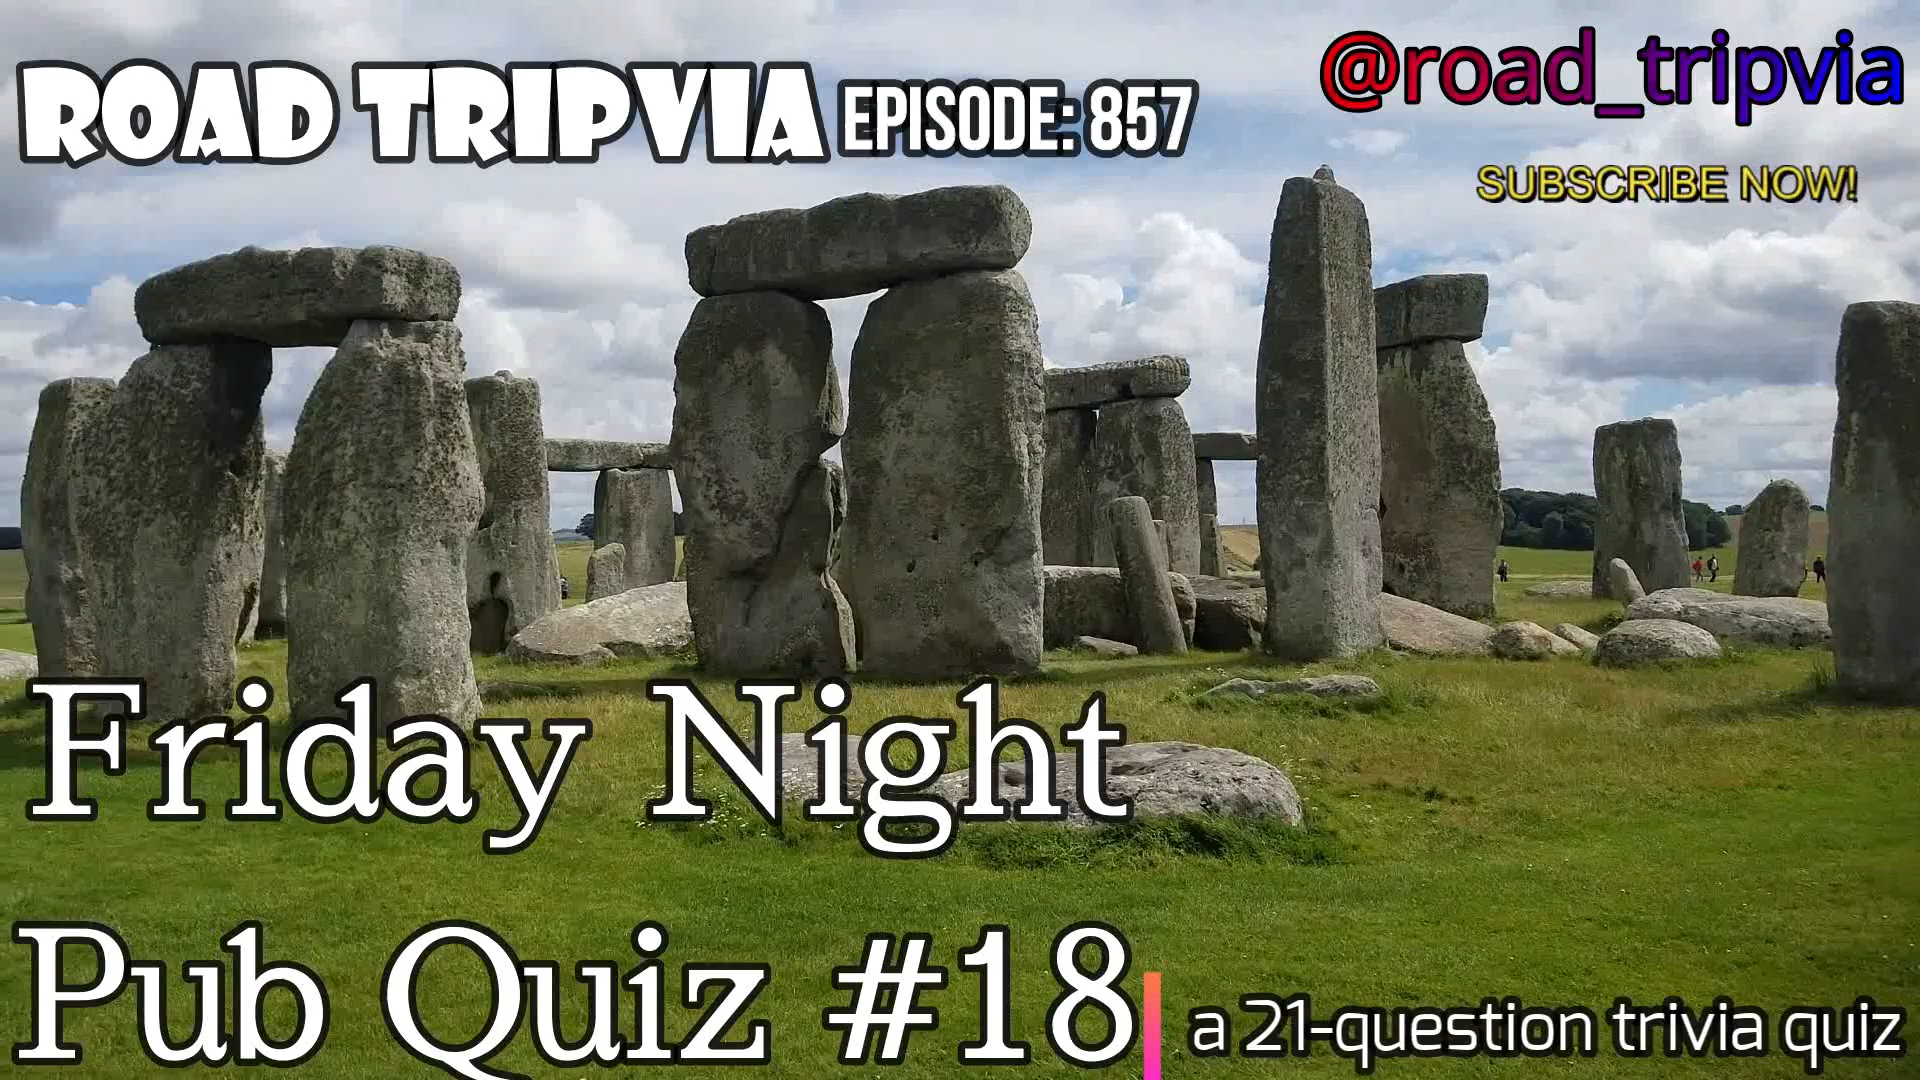 ROAD TRIPVIA EPISODE: 857
@road_tripvia
SUBSCRIBE NOW!
Friday Night
Pub Quiz #18
a 21-question trivia quiz